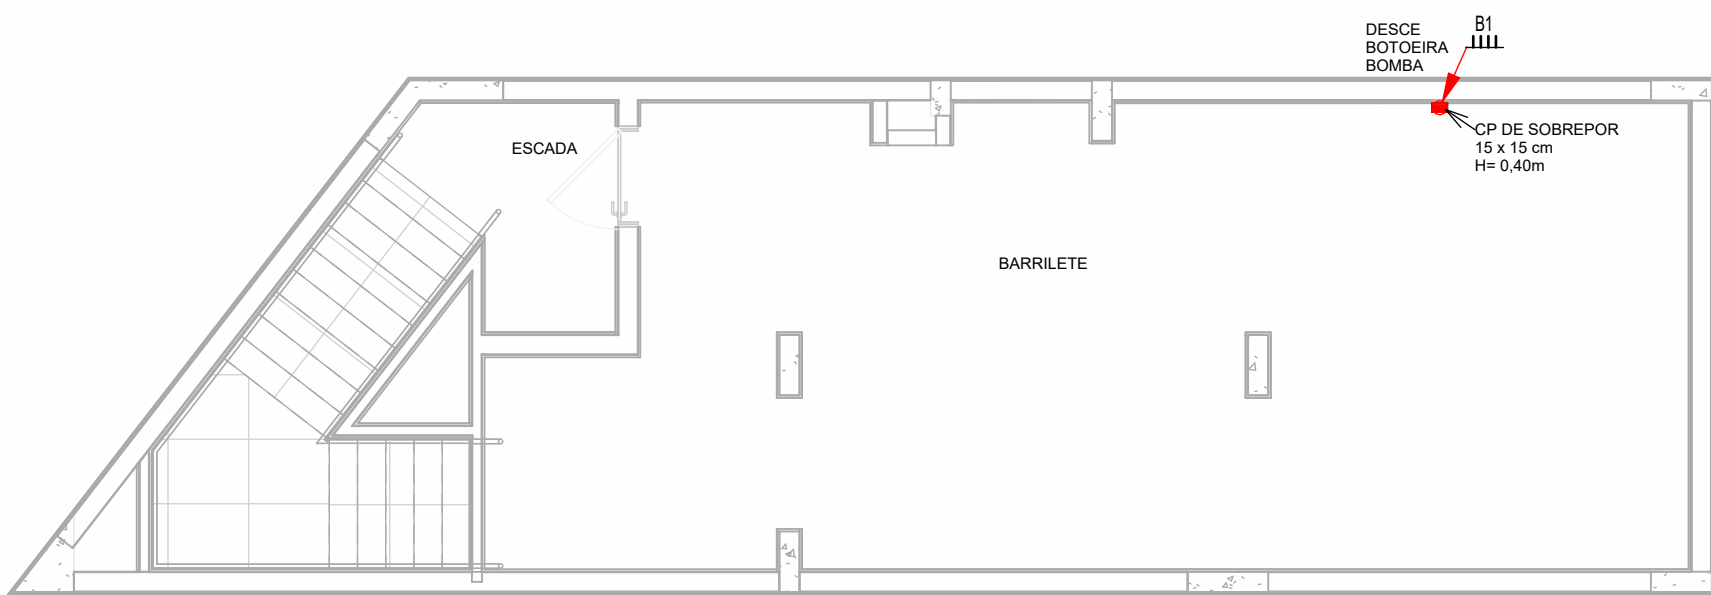 DESCE
BOTOEIRA
BOMBA
B1
CP DE SOBREPOR
15 x 15 cm
H= 0,40m
ESCADA
BARRILETE